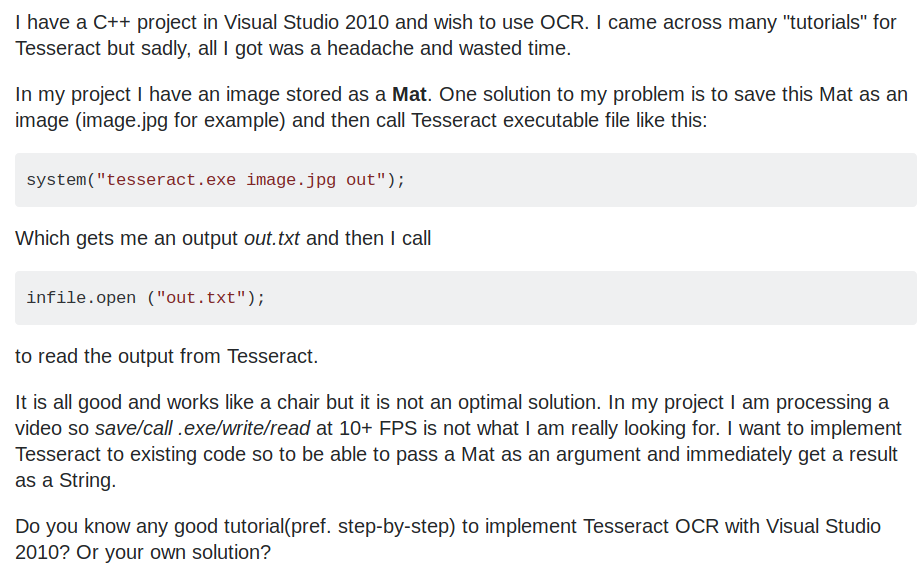 I have a C++ project in Visual Studio 2010 and wish to use OCR. I came across many "tutorials" for
Tesseract but sadly, all I got was a headache and wasted time.
In my project I have an image stored as a Mat. One solution to my problem is to save this Mat as an
image (image.jpg for example) and then call Tesseract executable file like this:
system("tesseract.exe image.jpg out");
Which gets me an output out.txt and then I call
infile.open ("out.txt");
to read the output from Tesseract.
It is all good and works like a chair but it is not an optimal solution. In my project I am processing a
video so save/call .exe/write/read at 10+ FPS is not what I am really looking for. I want to implement
Tesseract to existing code so to be able to pass a Mat as an argument and immediately get a result
as a String.
Do you know any good tutorial(pref. step-by-step) to implement Tesseract OCR with Visual Studio
2010? Or your own solution?